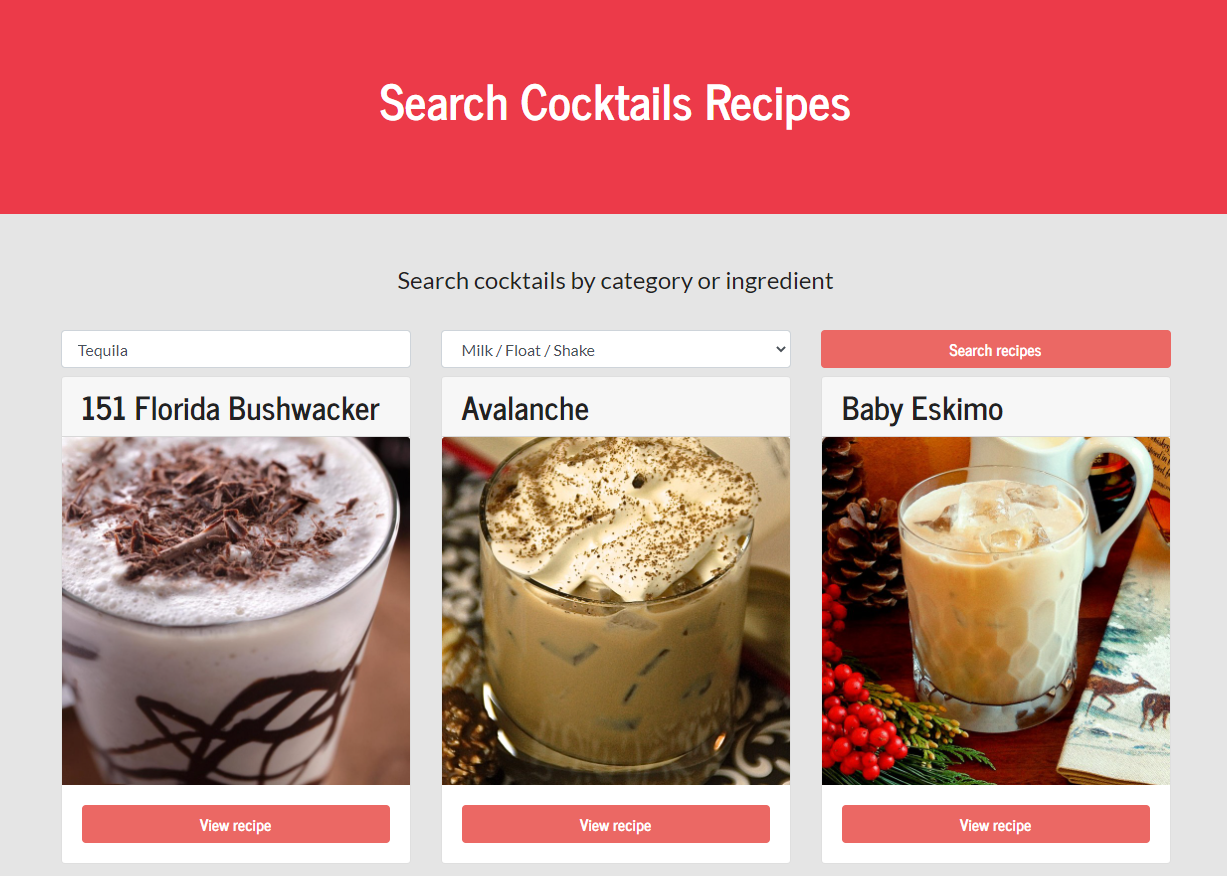 Search Cocktails Recipes
Search cocktails by category or ingredient
Tequila
Milk / Float / Shake
Search recipes
151 Florida Bushwacker
Avalanche
Baby Eskimo
View recipe
View recipe
View recipe